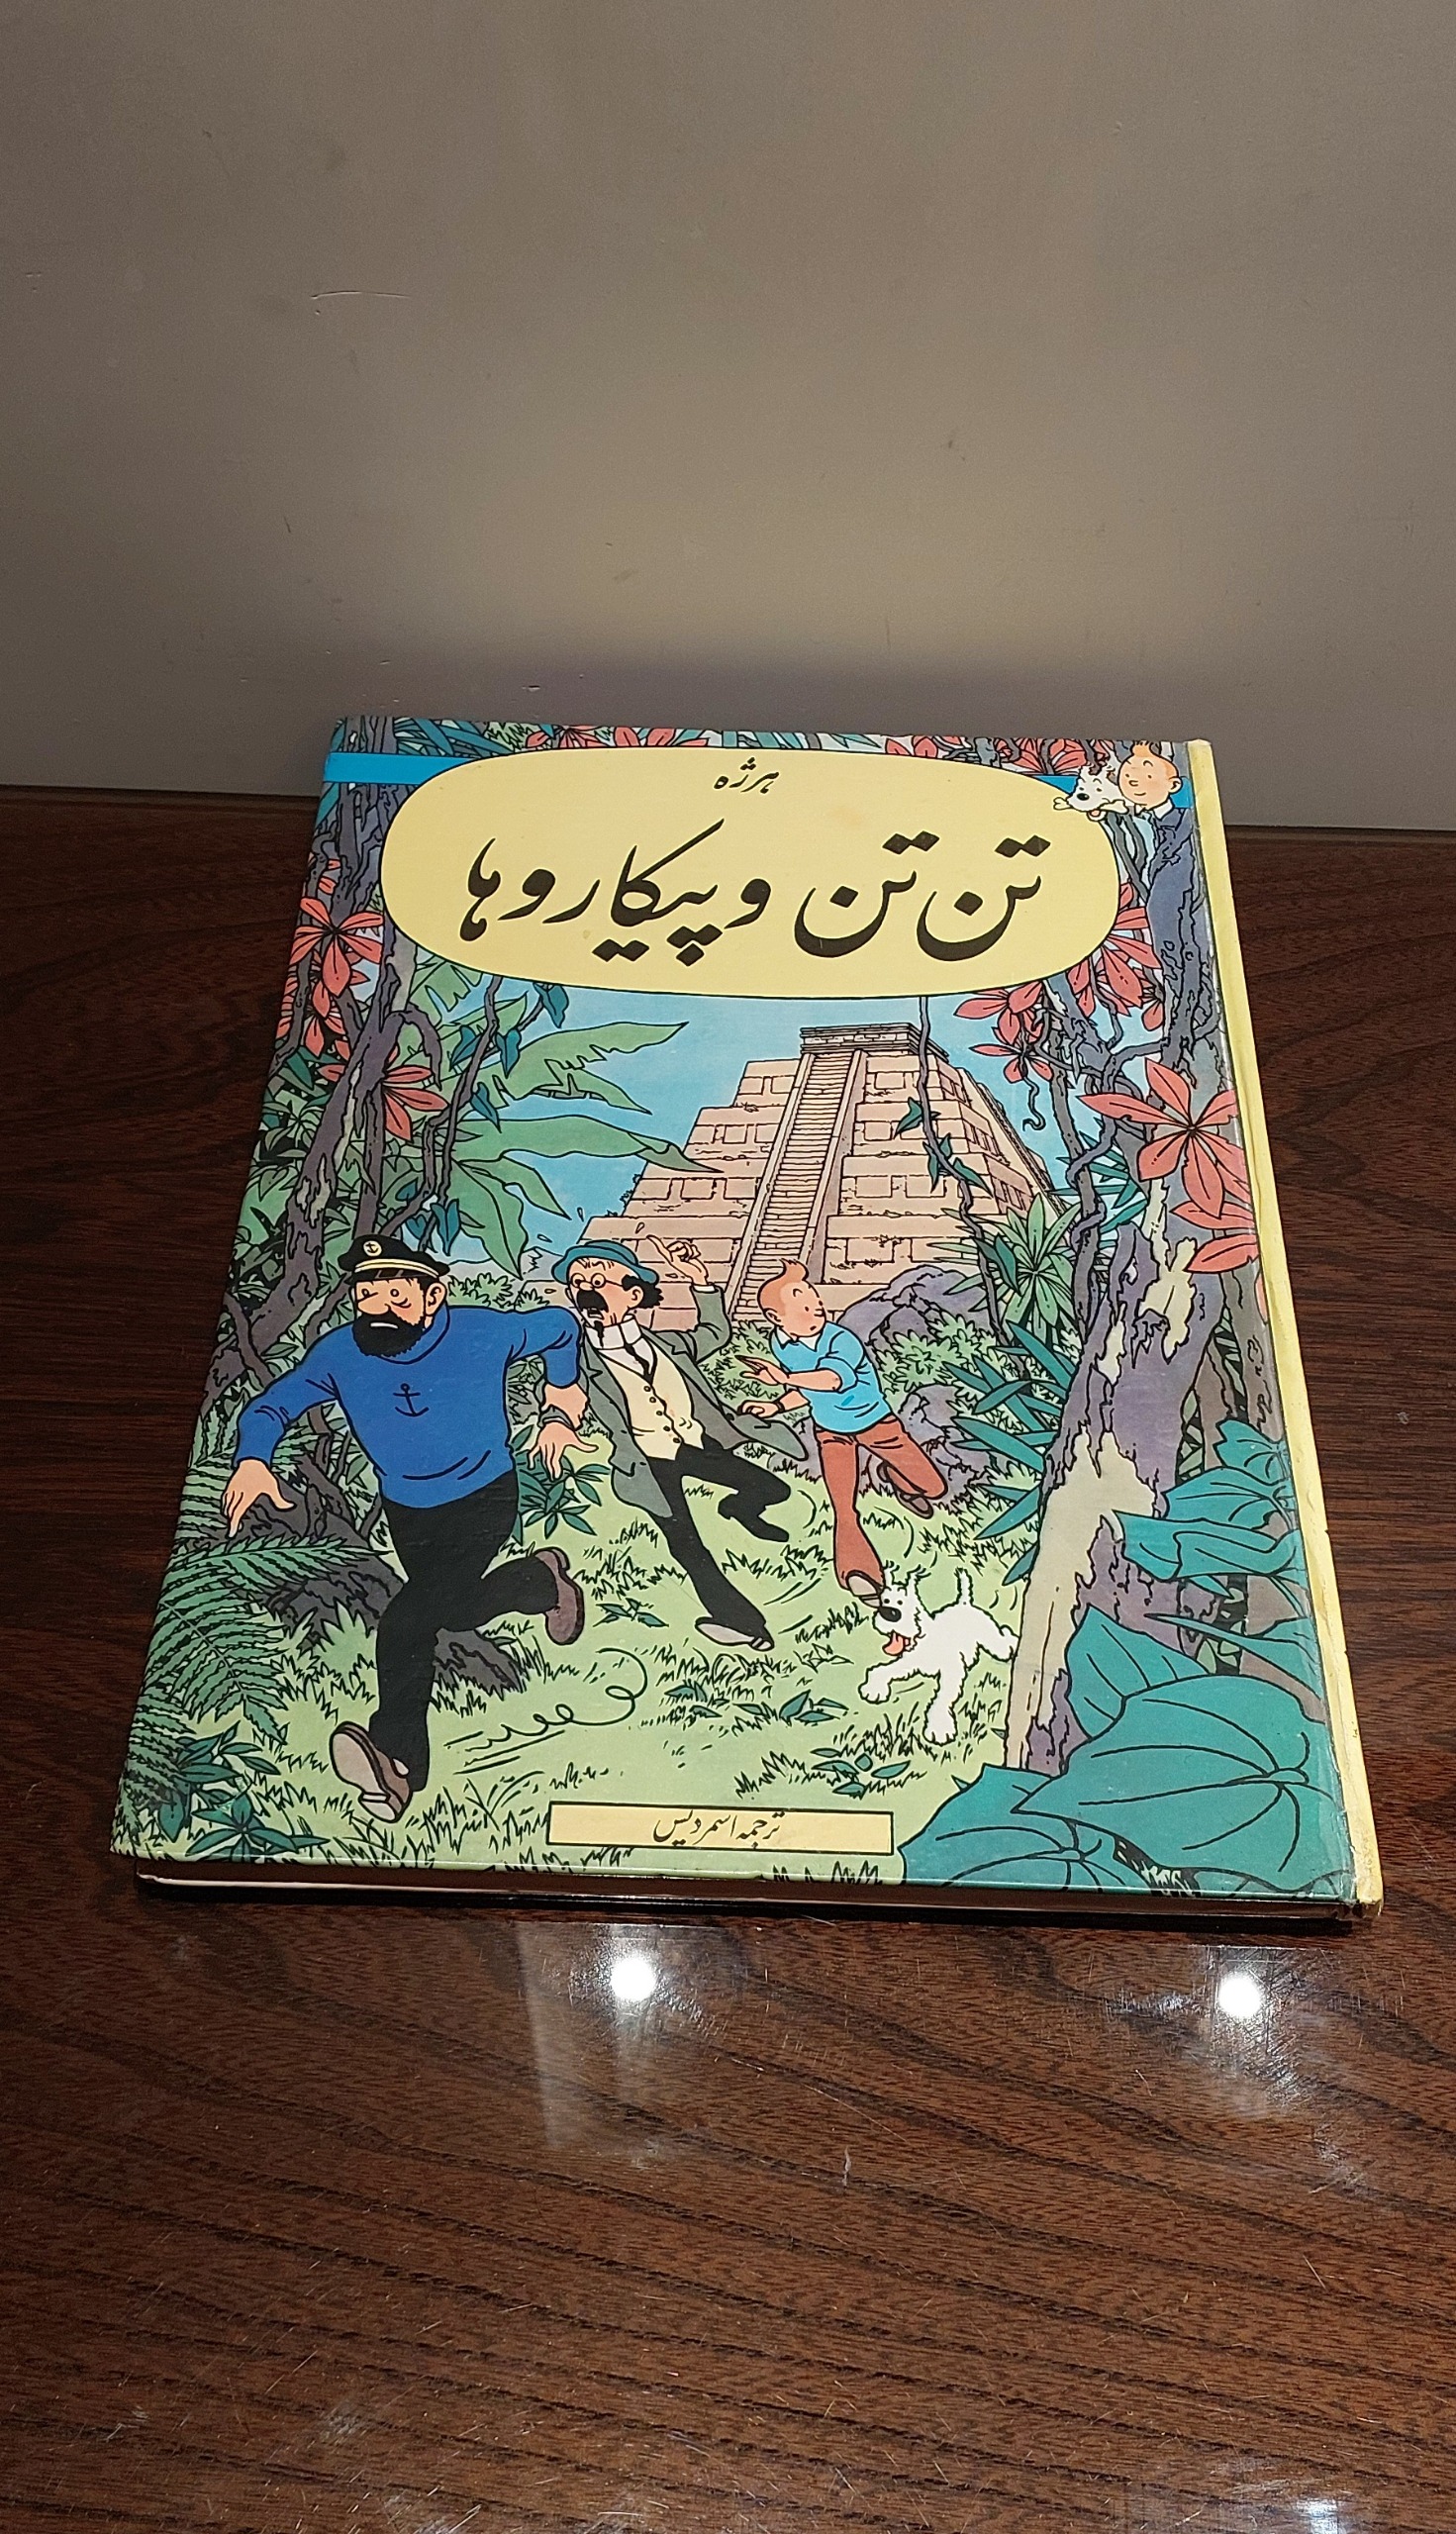 هرژه
تن تن و پیکاروها
ترجمه اسمردیس